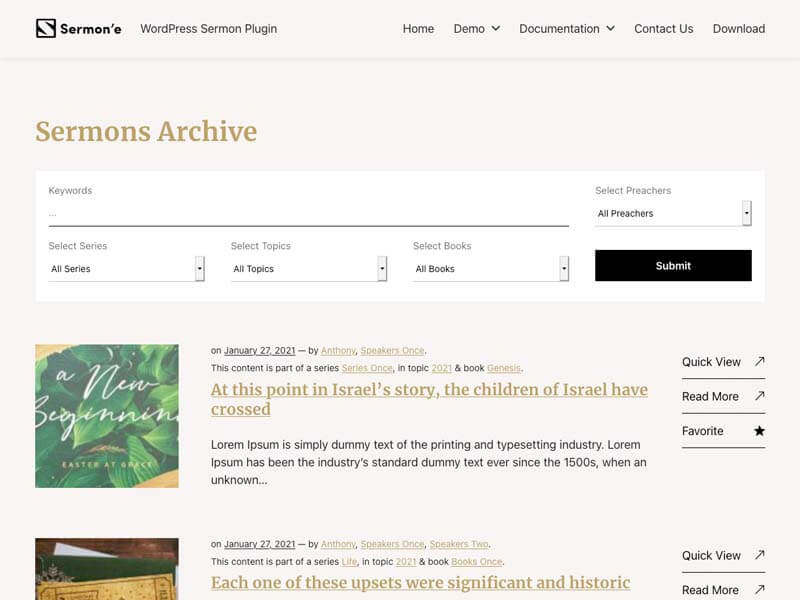 Sermon'e WordPress Sermon Plugin Home Demo Documentation Contact Us Download
Sermons Archive
Keywords
...
Select Preachers
All Preachers
Select Series
All Series
Select Topics
All Topics
Select Books
All Books
Submit
a New
Beginning
EASTER AT GRACE
on January 27, 2021 — by Anthony, Speakers Once.
This content is part of a series Series Once, in topic 2021 & book Genesis.
At this point in Israel’s story, the children of Israel have
crossed
Lorem Ipsum is simply dummy text of the printing and typesetting industry. Lorem
Ipsum has been the industry’s standard dummy text ever since the 1500s, when an
unknown...
Quick View
Read More
Favorite
on January 27, 2021 — by Anthony, Speakers Once, Speakers Two.
This content is part of a series Life, in topic 2021 & book Books Once.
Each one of these upsets were significant and historic
Quick View
Read More